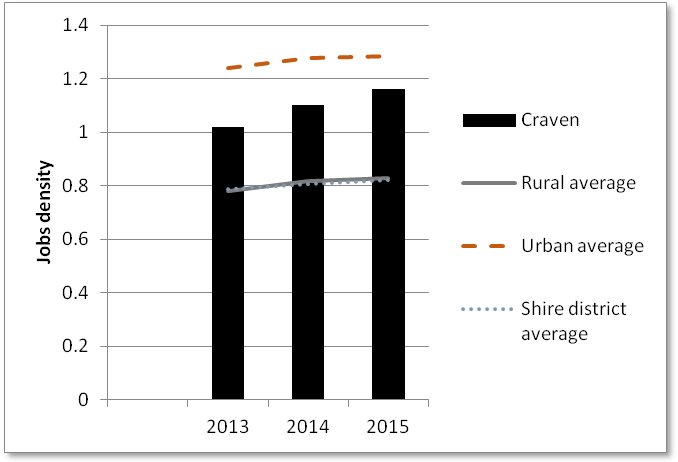 1.4
1.2
1
0.8
0.6
0.4
0.2
0
Jobs density
2013 2014 2015
Craven
Rural average
Urban average
Shire district
average